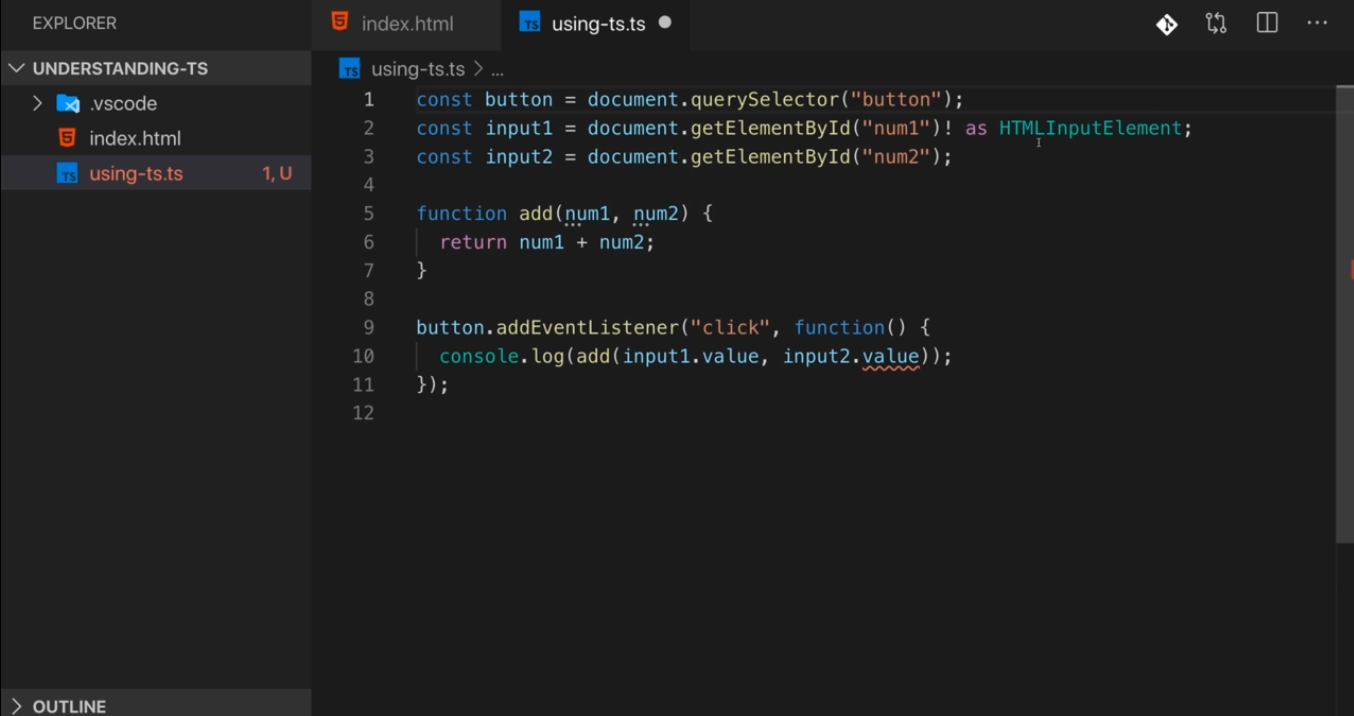 EXPLORER
index.html
TS using-ts.ts
UNDERSTANDING-TS
TS using-ts.ts > ...
.vscode
index.html
TS using-ts.ts 1, U
1 const button = document.querySelector("button");
2 const input1 = document.getElementById("num1")! as HTMLInputElement;
3 const input2 = document.getElementById("num2");
4
5 function add(num1, num2) {
6 return num1 + num2;
7 }
8
9 button.addEventListener("click", function() {
10 console.log(add(input1.value, input2.value));
11 });
12
OUTLINE